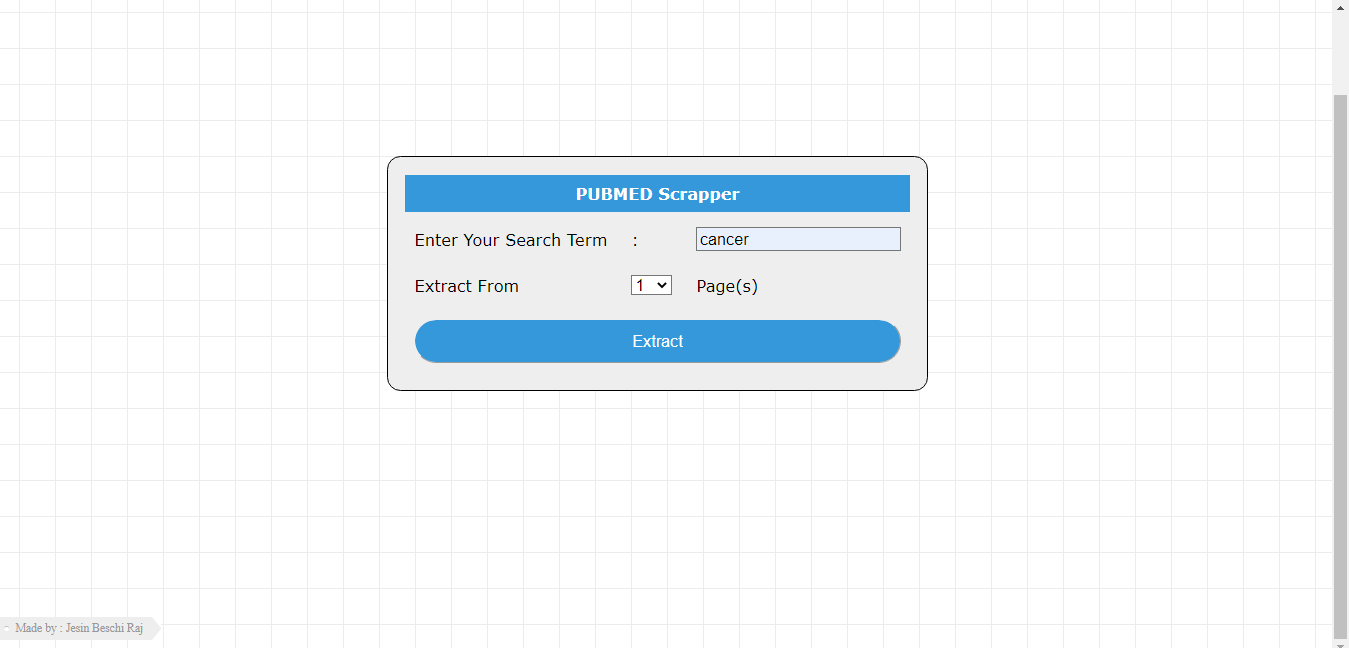 PUBMED Scrapper
Enter Your Search Term : cancer
Extract From 1 Page(s)
Extract
Made by : Jesin Beschi Raj